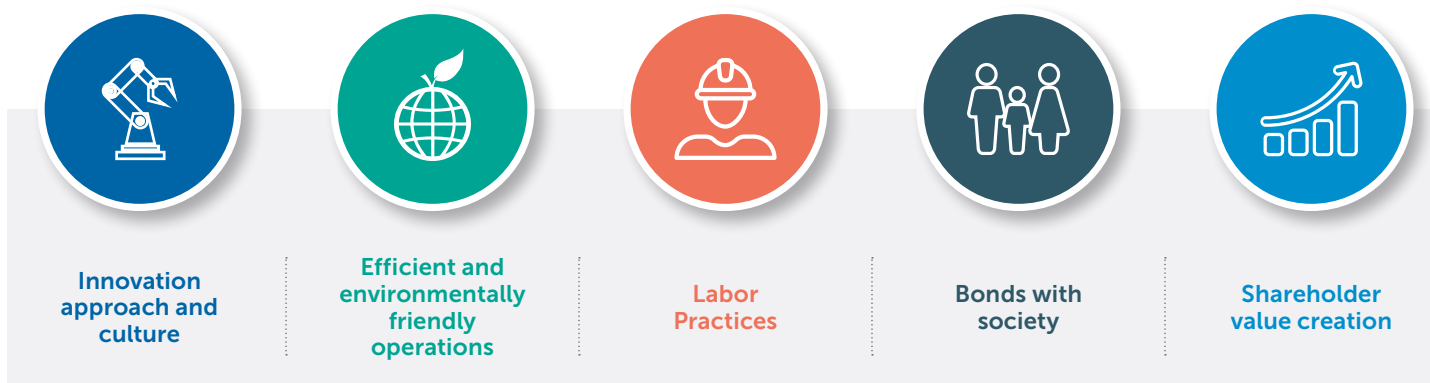 Innovation
approach and
culture
Efficient and
environmentally
friendly
operations
Labor
Practices
Bonds with
society
Shareholder
value creation